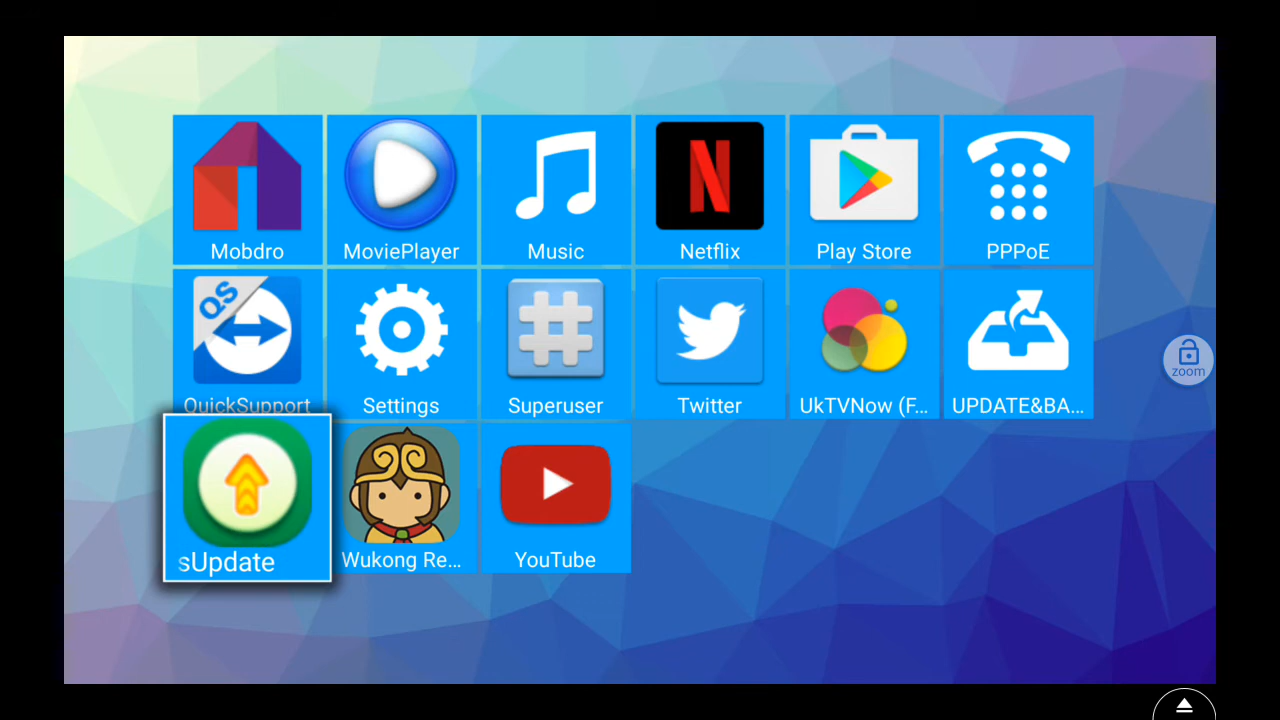 Mobdro
MoviePlayer
Music
Netflix
Play Store
PPPoE
QS
QuickSupport
Settings
Superuser
Twitter
UkTVNow (F...
UPDATE&BA...
zoom
sUpdate
Wukong Re...
YouTube